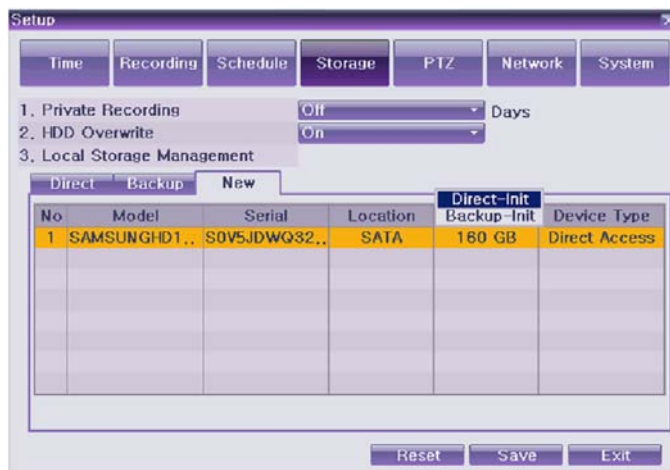 Setup
Time Recording Schedule Storage PTZ Network System
1. Private Recording Off Days
2. HDD Overwrite On
3. Local Storage Management
Direct Backup New
Direct-Init
No Model Serial Location Backup-Init Device Type
1 SAMSUNGHD1.. S0V5JDWQ32.. SATA 160 GB Direct Access
Reset Save Exit